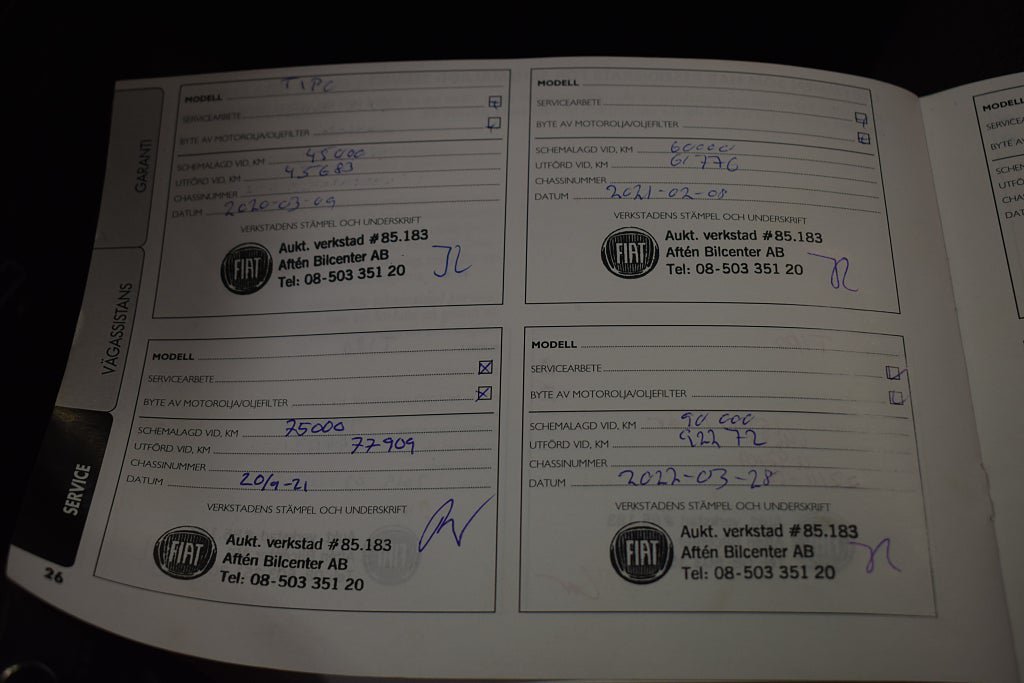 GARANTI
VÄGASSISTANS
SERVICE
26
MODELL TIPO
SERVICEARBETE
BYTE AV MOTOROLJA/OLJEFILTER
SCHEMALAGD VID, KM 45000
UTFÖRD VID, KM 45683
CHASSINUMMER
DATUM 2020-03-09
VERKSTADENS STÄMPEL OCH UNDERSKRIFT
FIAT
Aukt. verkstad #85.183
Aftén Bilcenter AB
Tel: 08-503 351 20
MODELL
SERVICEARBETE
BYTE AV MOTOROLJA/OLJEFILTER
SCHEMALAGD VID, KM 60000
UTFÖRD VID, KM 61776
CHASSINUMMER
DATUM 2021-02-08
VERKSTADENS STÄMPEL OCH UNDERSKRIFT
FIAT
Aukt. verkstad #85.183
Aftén Bilcenter AB
Tel: 08-503 351 20
MODELL
SERVICEARBETE
BYTE AV MOTOROLJA/OLJEFILTER
SCHEMALAGD VID, KM 75000
UTFÖRD VID, KM 77909
CHASSINUMMER
DATUM 20/9-21
VERKSTADENS STÄMPEL OCH UNDERSKRIFT
FIAT
Aukt. verkstad #85.183
Aftén Bilcenter AB
Tel: 08-503 351 20
MODELL
SERVICEARBETE
BYTE AV MOTOROLJA/OLJEFILTER
SCHEMALAGD VID, KM 90 000
UTFÖRD VID, KM 92272
CHASSINUMMER
DATUM 2022-03-28
VERKSTADENS STÄMPEL OCH UNDERSKRIFT
FIAT
Aukt. verkstad #85.183
Aftén Bilcenter AB
Tel: 08-503 351 20
MODELL